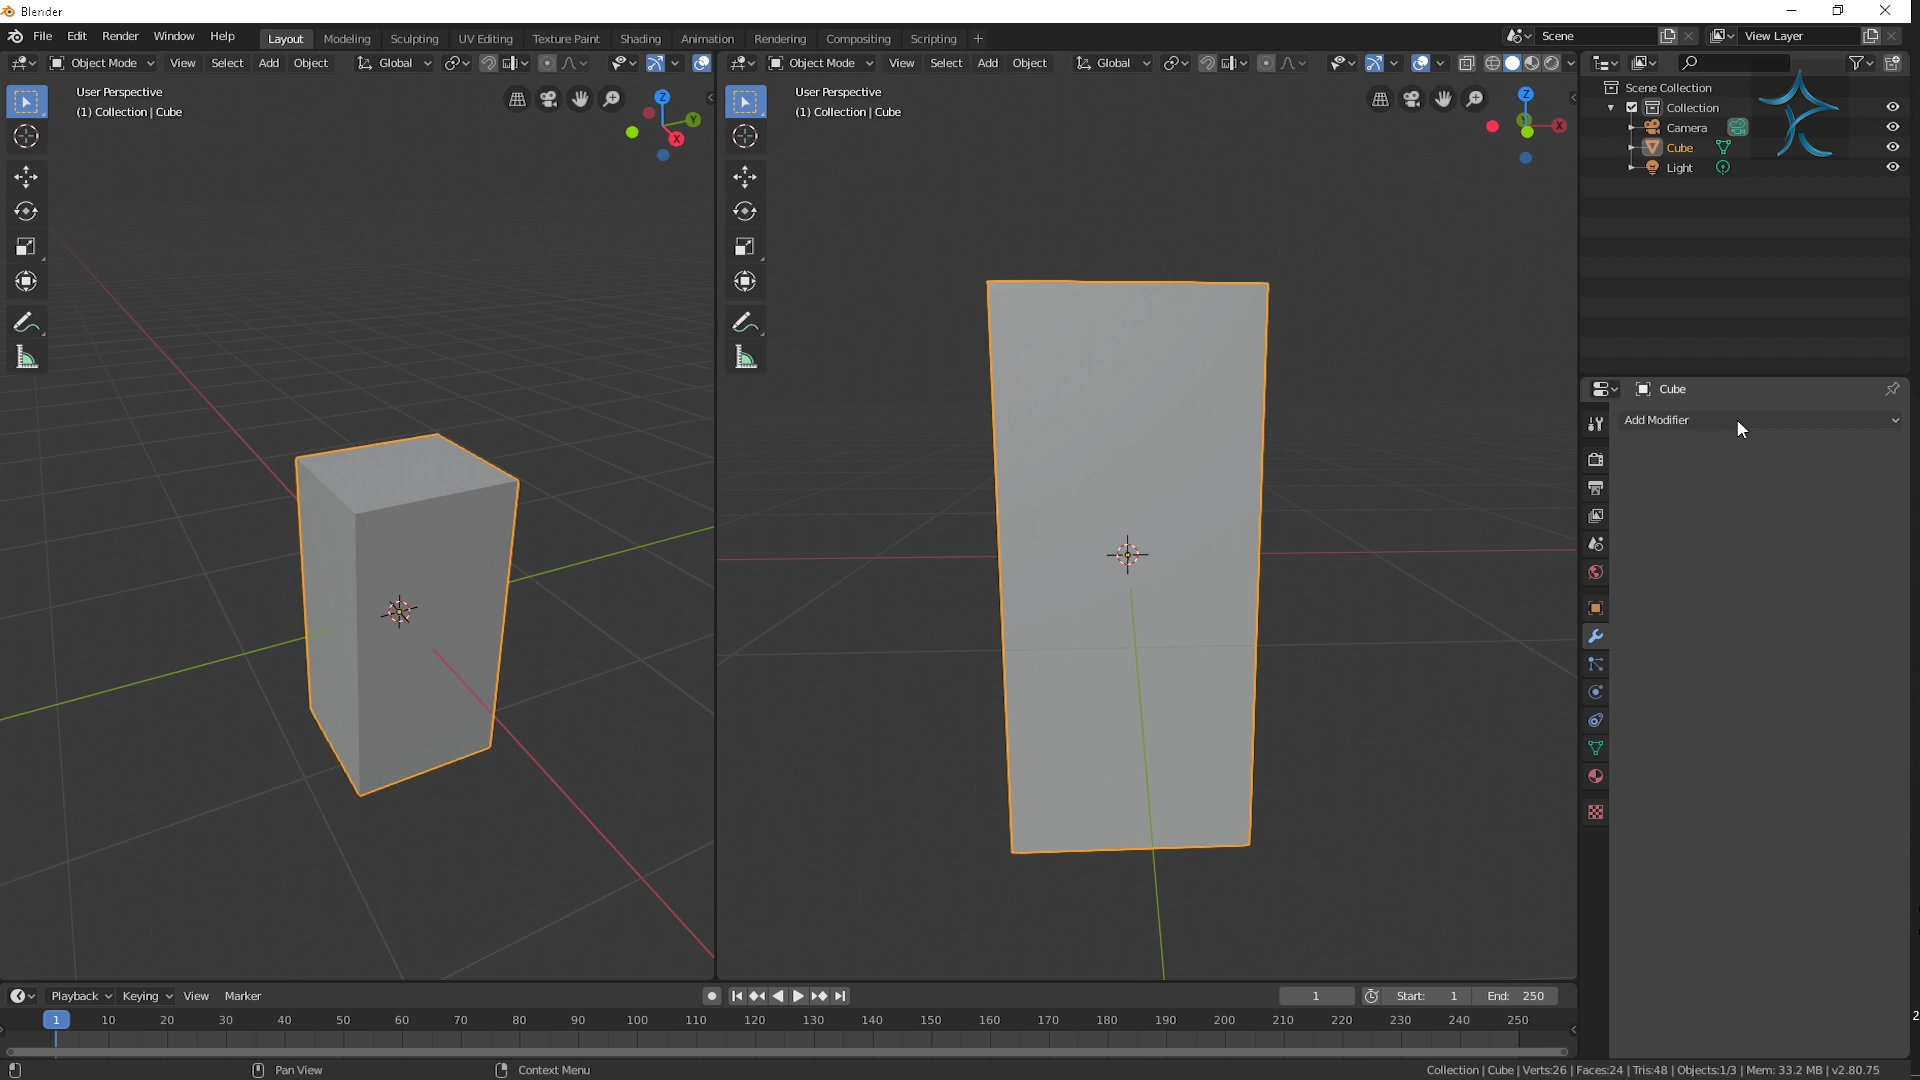 Blender
File Edit Render Window Help Layout Modeling Sculpting UV Editing Texture Paint Shading Animation Rendering Compositing Scripting + Scene View Layer
Object Mode View Select Add Object Global Object Mode View Select Add Object Global
User Perspective
(1) Collection | Cube
Z
Y
X
User Perspective
(1) Collection | Cube
Z
Y
X
Scene Collection
Collection
Camera
Cube
Light
Cube
Add Modifier
Playback Keying View Marker 1 Start: 1 End: 250
1 10 20 30 40 50 60 70 80 90 100 110 120 130 140 150 160 170 180 190 200 210 220 230 240 250
2
Pan View Context Menu Collection | Cube | Verts:26 | Faces:24 | Tris:48 | Objects:1/3 | Mem: 33.2 MB | v2.80.75